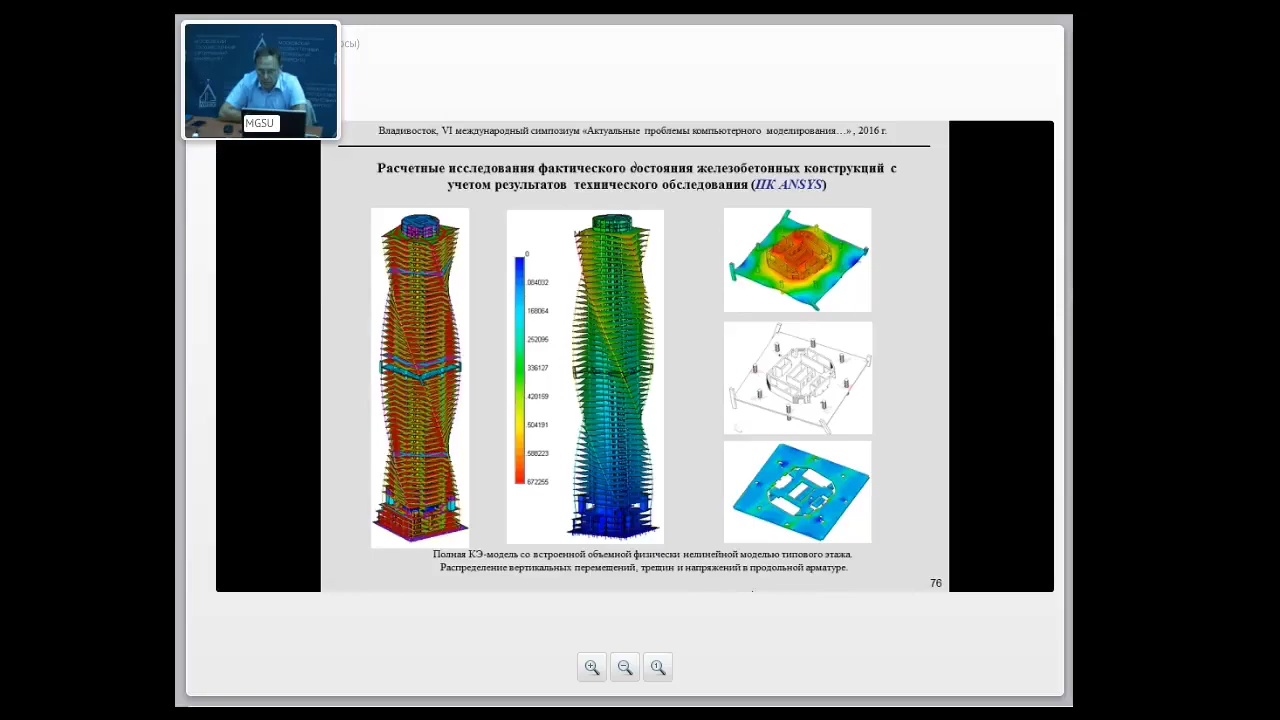 осы)
MGSU
Владивосток, VI международный симпозиум «Актуальные проблемы компьютерного моделирования…» , 2016 г.
Расчетные исследования фактического состояния железобетонных конструкций с
учетом результатов технического обследования (ПК ANSYS)
0
.084032
.168064
.252096
.336127
.420159
.504191
.588223
.672255
Полная КЭ-модель со встроенной объемной физически нелинейной моделью типового этажа.
Распределение вертикальных перемещений, трещин и напряжений в продольной арматуре.
76